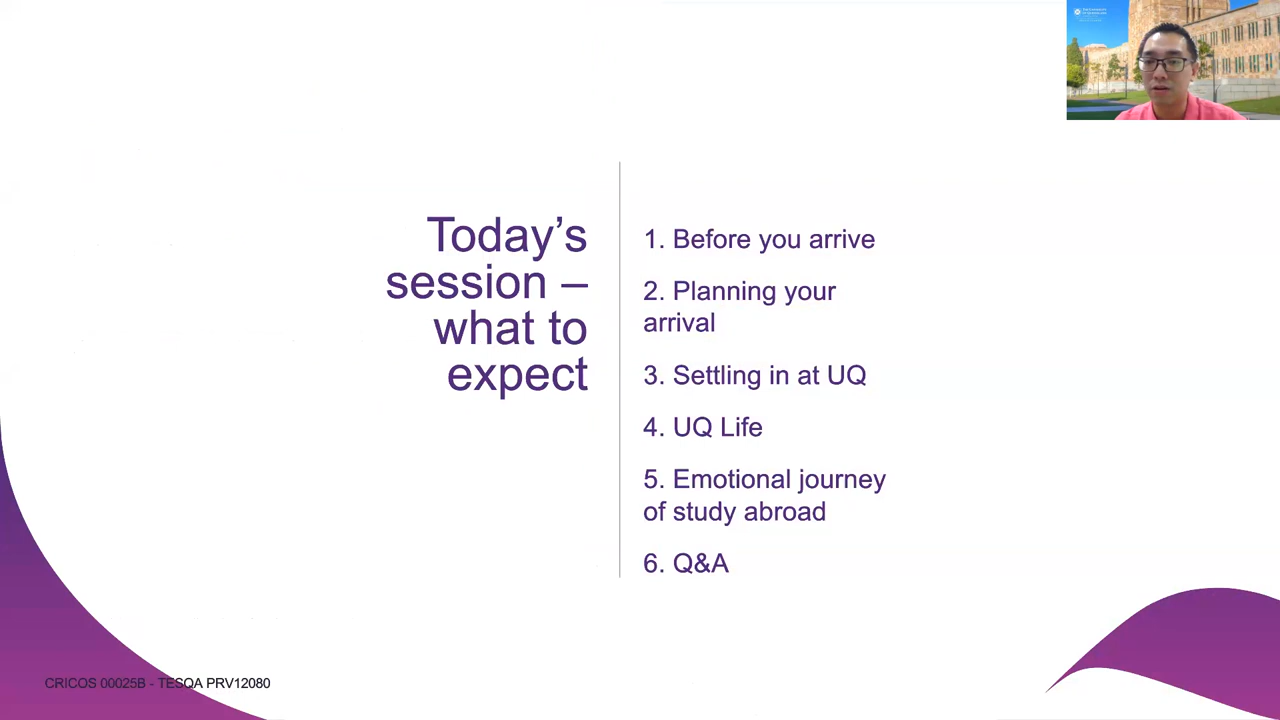 Today’s
session –
what to
expect
1. Before you arrive
2. Planning your
arrival
3. Settling in at UQ
4. UQ Life
5. Emotional journey
of study abroad
6. Q&A
CRICOS 00025B - TESQA PRV12080